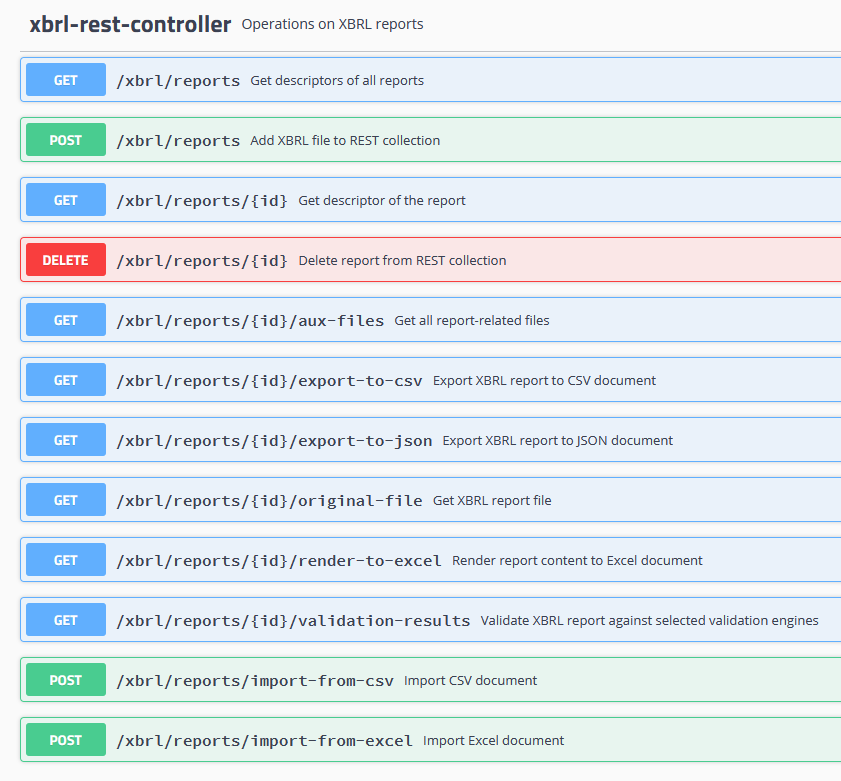 xbrl-rest-controller Operations on XBRL reports
GET /xbrl/reports Get descriptors of all reports
POST /xbrl/reports Add XBRL file to REST collection
GET /xbrl/reports/{id} Get descriptor of the report
DELETE /xbrl/reports/{id} Delete report from REST collection
GET /xbrl/reports/{id}/aux-files Get all report-related files
GET /xbrl/reports/{id}/export-to-csv Export XBRL report to CSV document
GET /xbrl/reports/{id}/export-to-json Export XBRL report to JSON document
GET /xbrl/reports/{id}/original-file Get XBRL report file
GET /xbrl/reports/{id}/render-to-excel Render report content to Excel document
GET /xbrl/reports/{id}/validation-results Validate XBRL report against selected validation engines
POST /xbrl/reports/import-from-csv Import CSV document
POST /xbrl/reports/import-from-excel Import Excel document